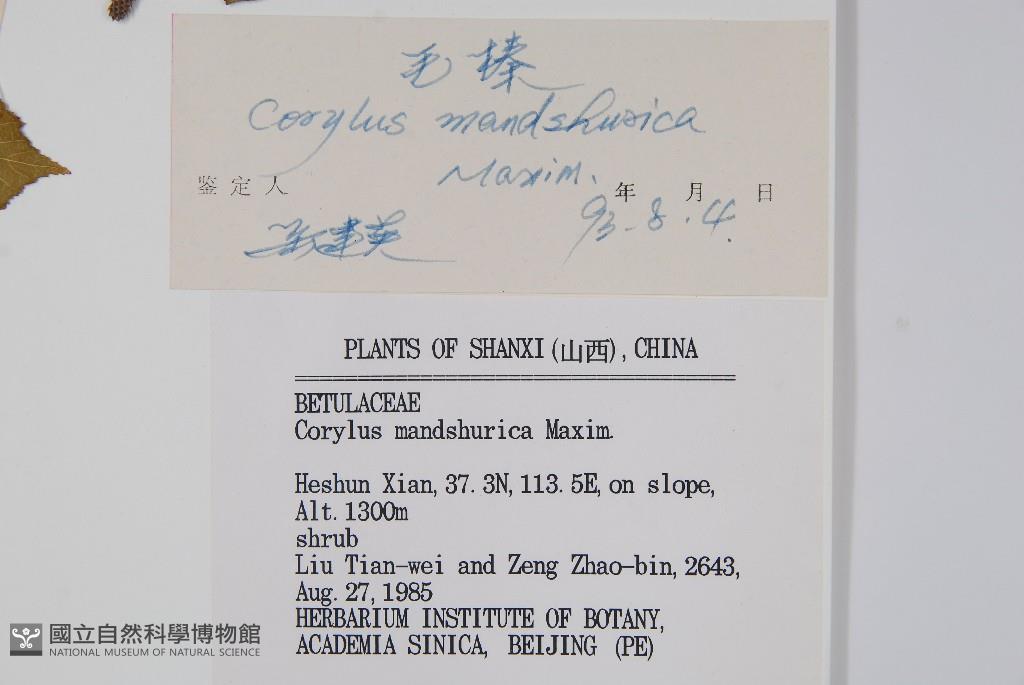 毛榛
Corylus mandshurica
Maxim.
鉴定人 年 月 日
93.8.4.
PLANTS OF SHANXI(山西), CHINA
BETULACEAE
Corylus mandshurica Maxim.
Heshun Xian, 37.3N, 113.5E, on slope,
Alt. 1300m
shrub
Liu Tian-wei and Zeng Zhao-bin, 2643,
Aug. 27, 1985
HERBARIUM INSTITUTE OF BOTANY,
ACADEMIA SINICA, BEIJING (PE)
國立自然科學博物館
NATIONAL MUSEUM OF NATURAL SCIENCE